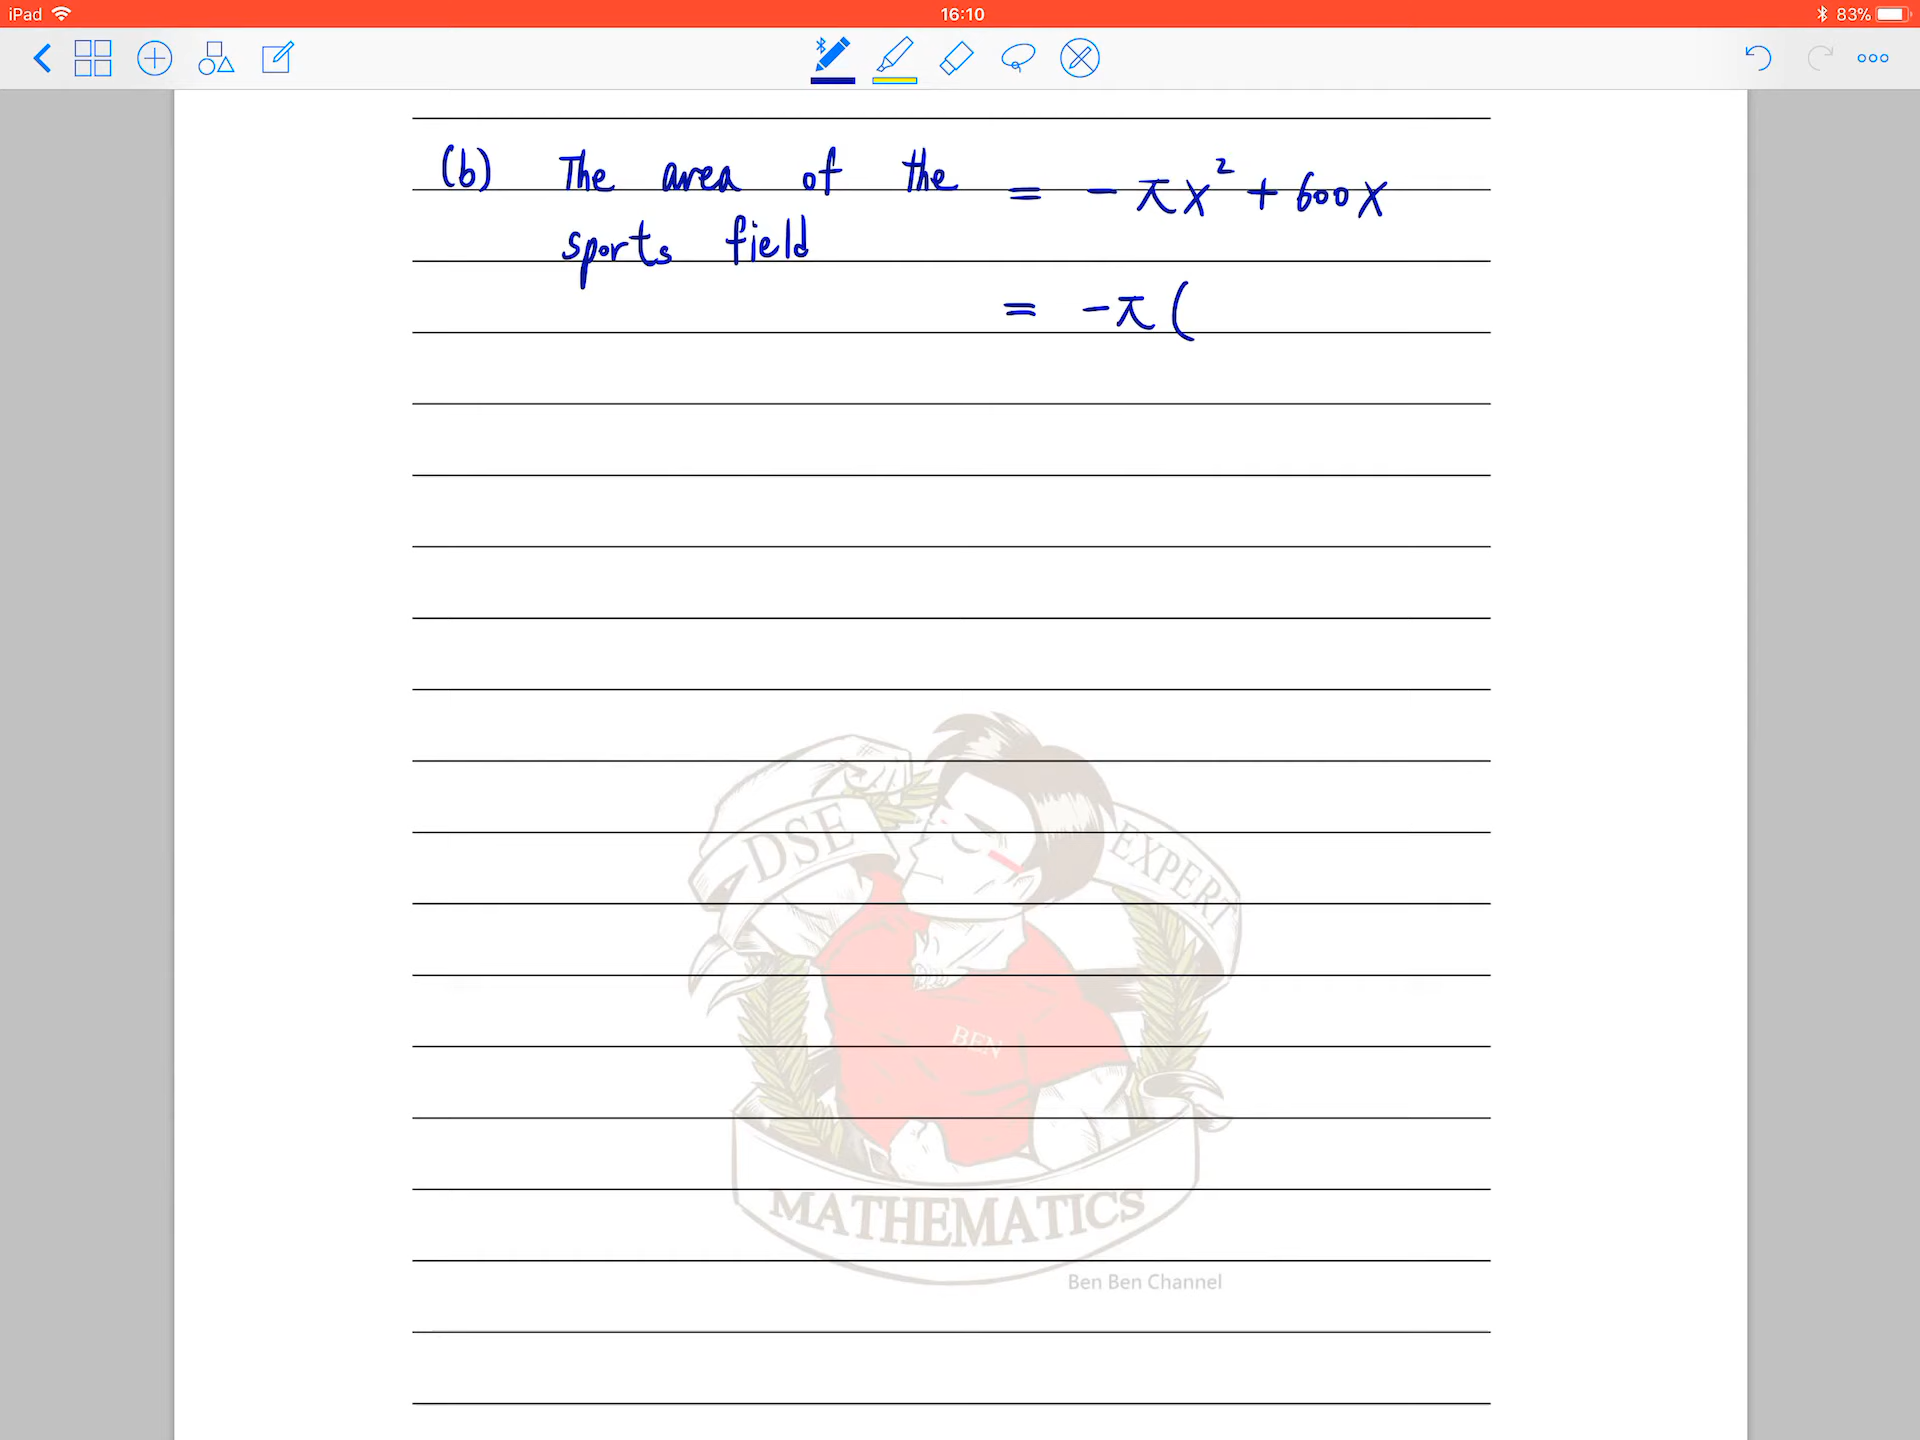 iPad 16:10 83%
(b) The area of the = -πx² + 600x
sports field
= -π (
DSE EXPERT
BEN
MATHEMATICS
Ben Ben Channel